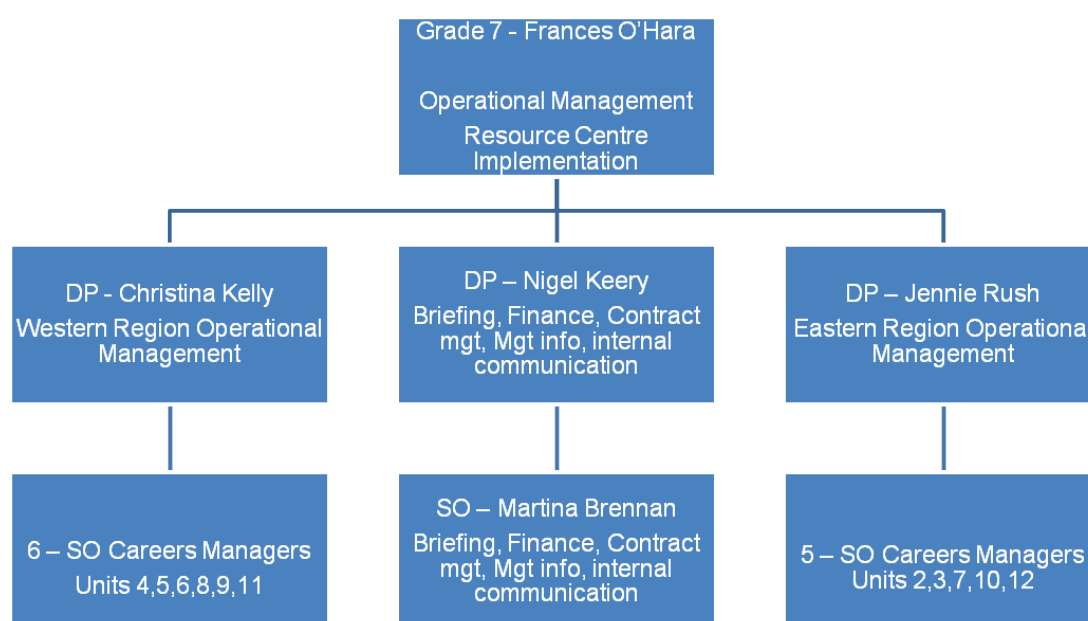 Grade 7 - Frances O’Hara
Operational Management
Resource Centre
Implementation
DP - Christina Kelly
Western Region Operational
Management
DP – Nigel Keery
Briefing, Finance, Contract
mgt, Mgt info, internal
communication
DP – Jennie Rush
Eastern Region Operationa
Management
6 – SO Careers Managers
Units 4,5,6,8,9,11
SO – Martina Brennan
Briefing, Finance, Contract
mgt, Mgt info, internal
communication
5 – SO Careers Managers
Units 2,3,7,10,12